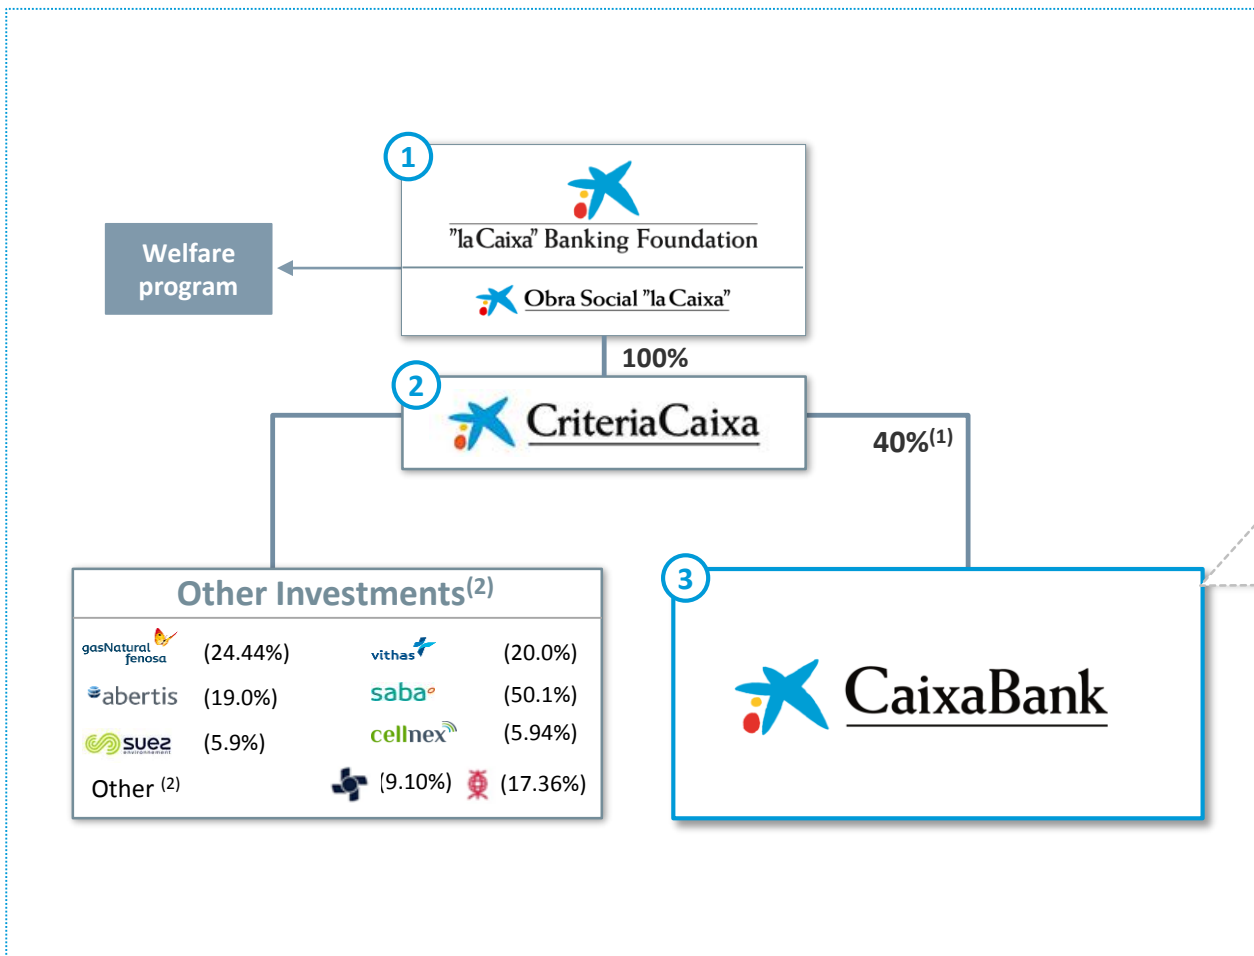 1
"la Caixa" Banking Foundation
Obra Social "la Caixa"
Welfare
program
100%
2
CriteriaCaixa
40%(1)
Other Investments(2)
gasNatural
fenosa
(24.44%)
vithas
(20.0%)
abertis
(19.0%)
saba
(50.1%)
suez
environnement
(5.9%)
cellnex
(5.94%)
Other (2)
(9.10%)
(17.36%)
3
CaixaBank